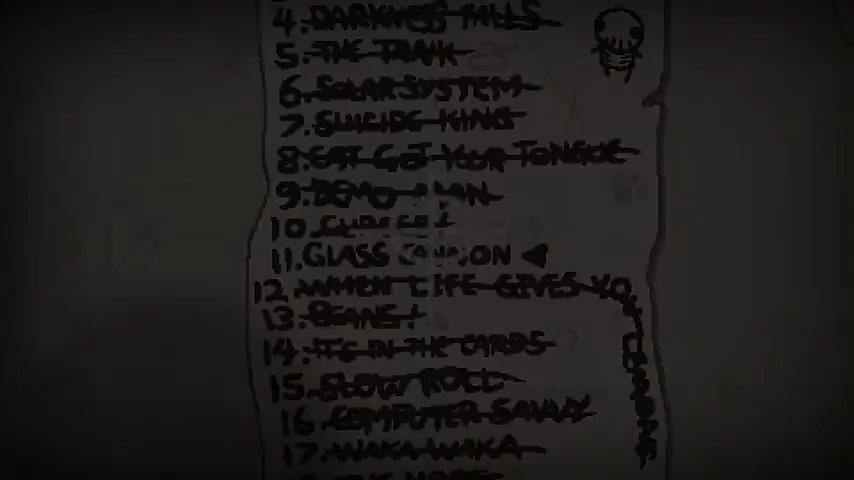 4. DARKNESS FALLS
5. THE TANK
6. SOLAR SYSTEM
7. SUICIDE KING
8. CAT GOT YOUR TONGUE
9. DEMO MAN
10. CURSED!
11. GLASS CANNON
12. WHEN LIFE GIVES YOU LEMONS
13. BEANS!
14. IT'S IN THE CARDS
15. SLOW ROLL
16. COMPUTER SAVVY
17. WAKA WAKA